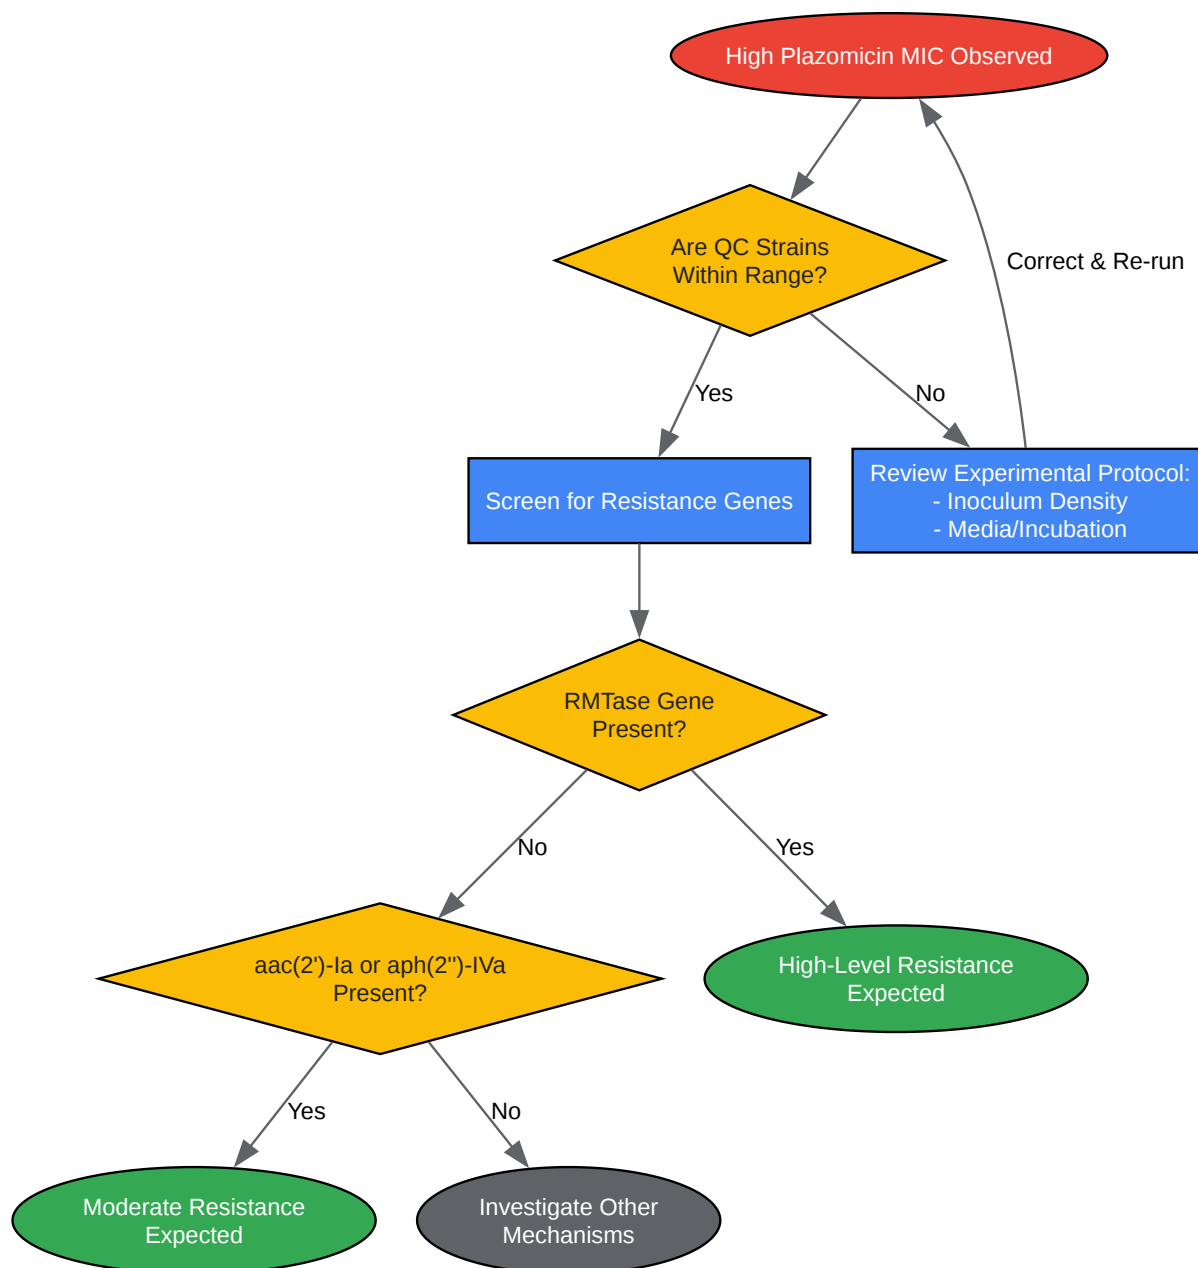 High Plazomicin MIC Observed
Are QC Strains
Within Range?
Correct & Re-run
Yes
No
Screen for Resistance Genes
Review Experimental Protocol:
- Inoculum Density
- Media/Incubation
RMTase Gene
Present?
No
Yes
aac(2')-Ia or aph(2'')-IVa
Present?
High-Level Resistance
Expected
Yes
No
Moderate Resistance
Expected
Investigate Other
Mechanisms